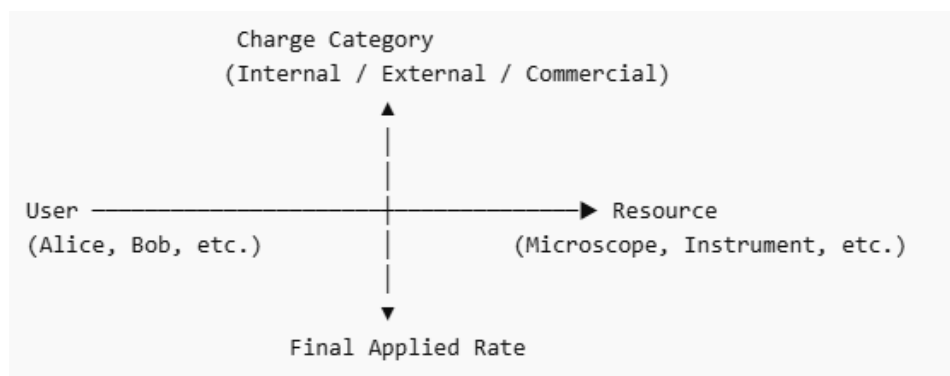 Charge Category
(Internal / External / Commercial)
User Resource
(Alice, Bob, etc.) (Microscope, Instrument, etc.)
Final Applied Rate